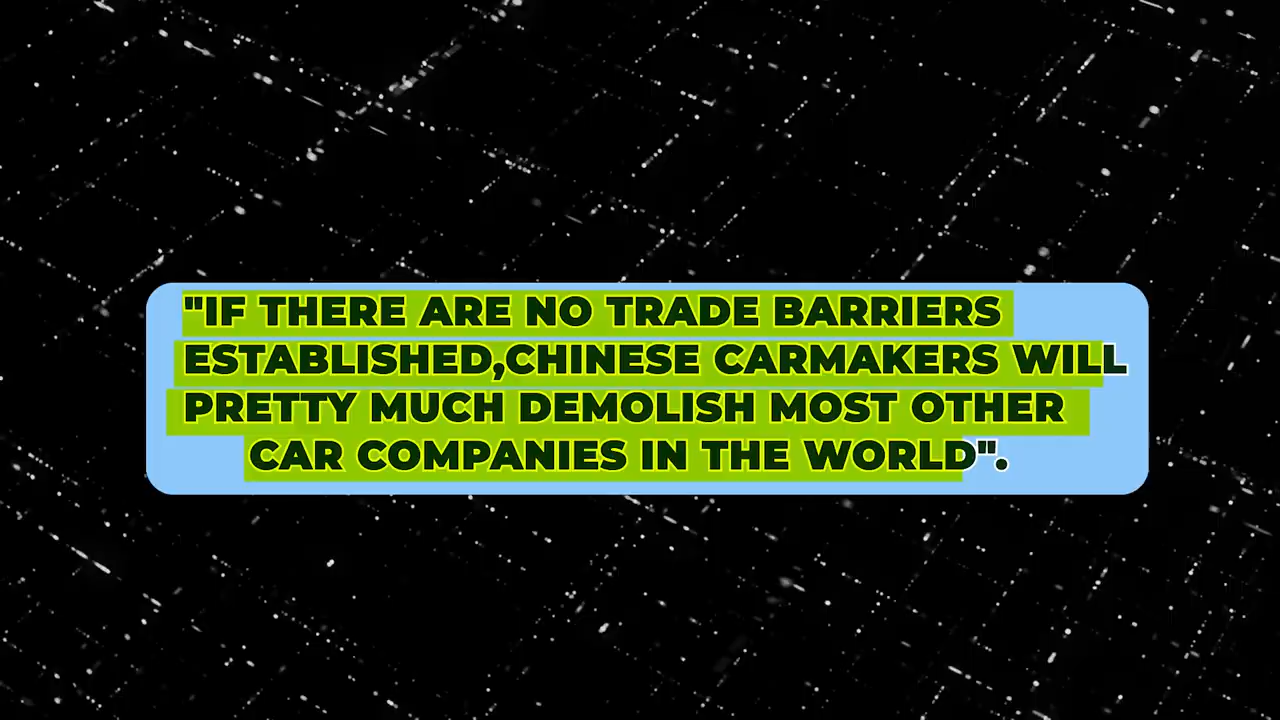 "IF THERE ARE NO TRADE BARRIERS
ESTABLISHED,CHINESE CARMAKERS WILL
PRETTY MUCH DEMOLISH MOST OTHER
CAR COMPANIES IN THE WORLD".